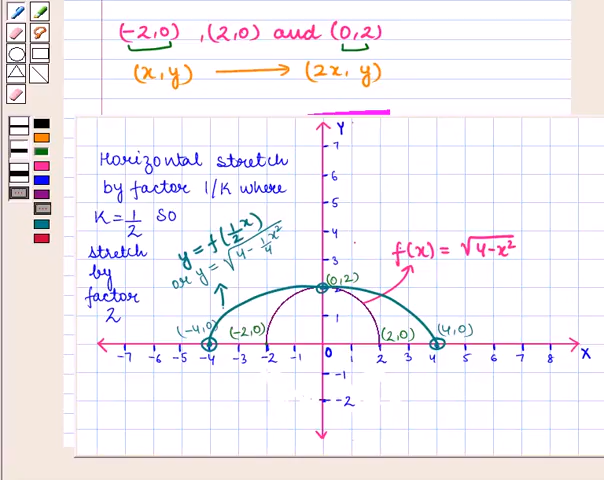 (-2,0) , (2,0) and (0,2)
(x,y) ⟶ (2x, y)
Horizontal stretch
by factor 1/K where
K = 1/2 so
stretch
by
factor
2
y = f(1/2 x)
or y = √(4 - 1/4 x²)
f(x) = √(4-x²)
(0,2)
(-4,0)
(-2,0)
(2,0)
(4,0)
Y
7
6
5
4
3
2
1
-7 -6 -5 -4 -3 -2 -1 0 1 2 3 4 5 6 7 8 X
-1
-2